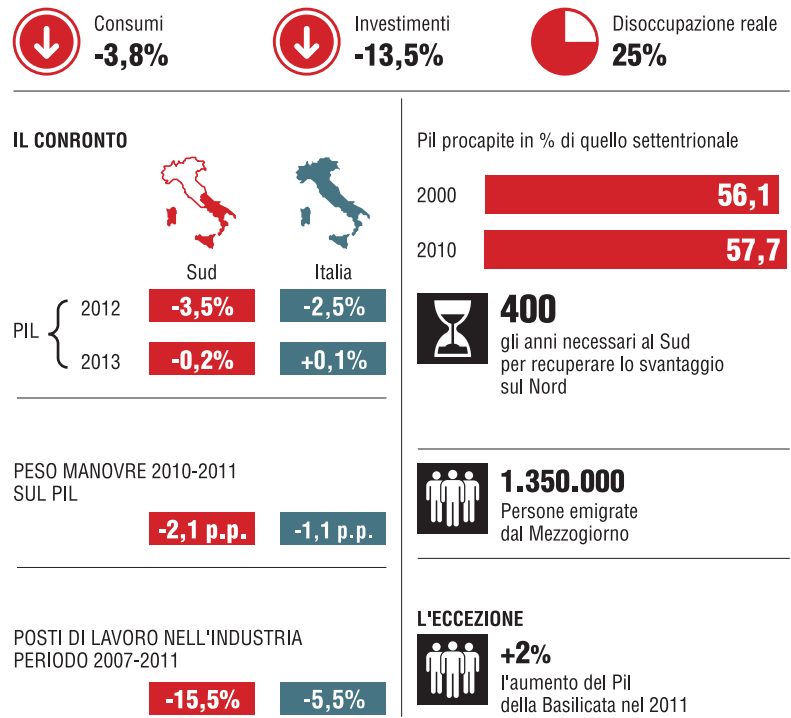 Consumi
-3,8%
Investimenti
-13,5%
Disoccupazione reale
25%
IL CONRONTO
Sud
Italia
PIL
2012
-3,5%
-2,5%
2013
-0,2%
+0,1%
PESO MANOVRE 2010-2011
SUL PIL
-2,1 p.p.
-1,1 p.p.
POSTI DI LAVORO NELL'INDUSTRIA
PERIODO 2007-2011
-15,5%
-5,5%
Pil procapite in % di quello settentrionale
2000
56,1
2010
57,7
400
gli anni necessari al Sud
per recuperare lo svantaggio
sul Nord
1.350.000
Persone emigrate
dal Mezzogiorno
L'ECCEZIONE
+2%
l'aumento del Pil
della Basilicata nel 2011